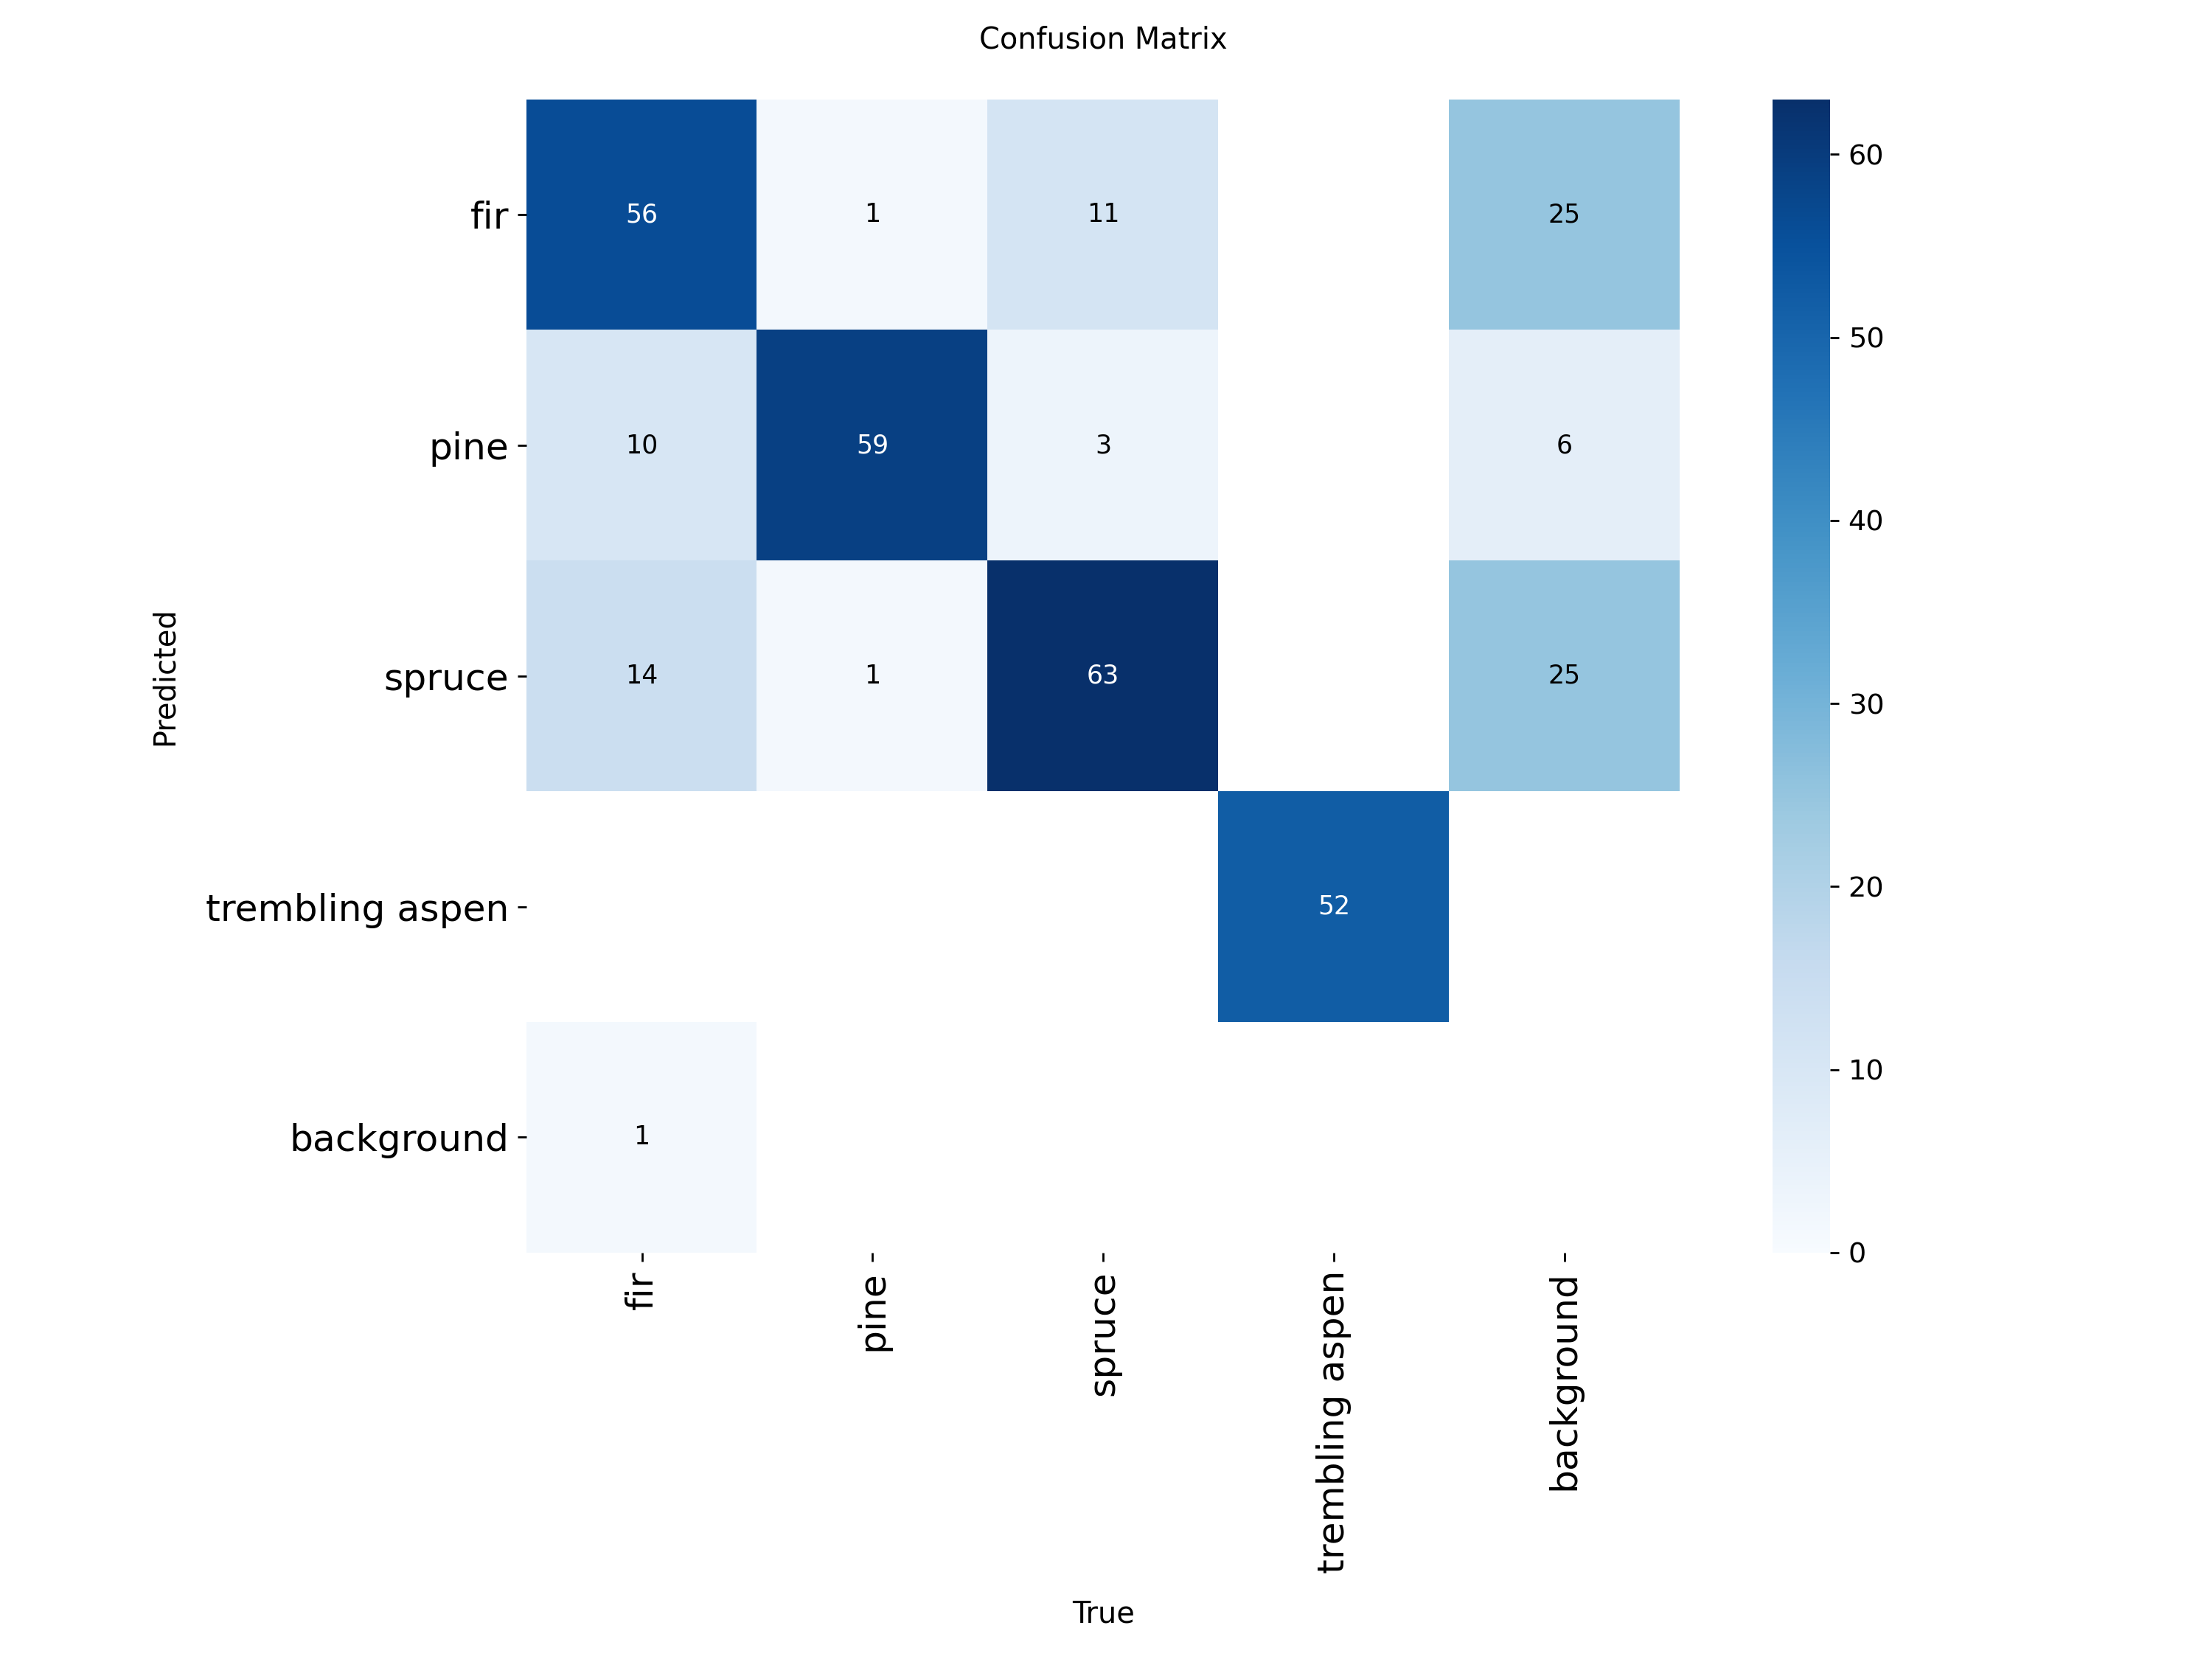 Confusion Matrix
fir
56
1
11
25
pine
10
59
3
6
spruce
14
1
63
25
trembling aspen
52
background
1
fir
pine
spruce
trembling aspen
background
Predicted
True
60
50
40
30
20
10
0